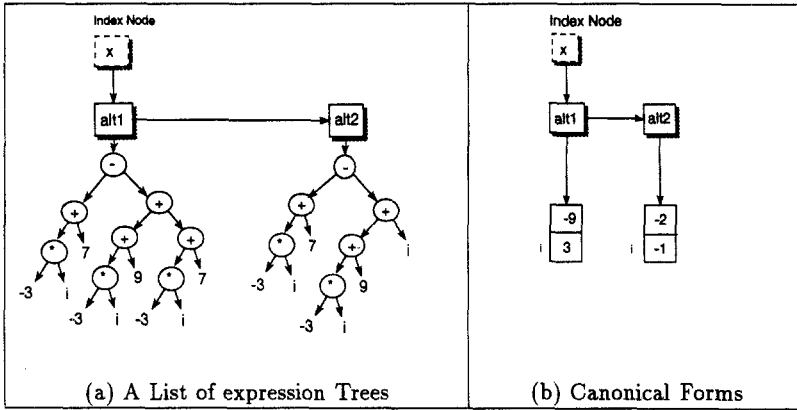 Index Node
x
alt1
alt2
-
-
+
+
+
+
+
*
7
+
*
7
+
i
-3
i
*
9
*
7
-3
i
*
9
-3
i
-3
i
-3
i
(a) A List of expression Trees
Index Node
x
alt1
alt2
-9
-2
i
3
i
-1
(b) Canonical Forms